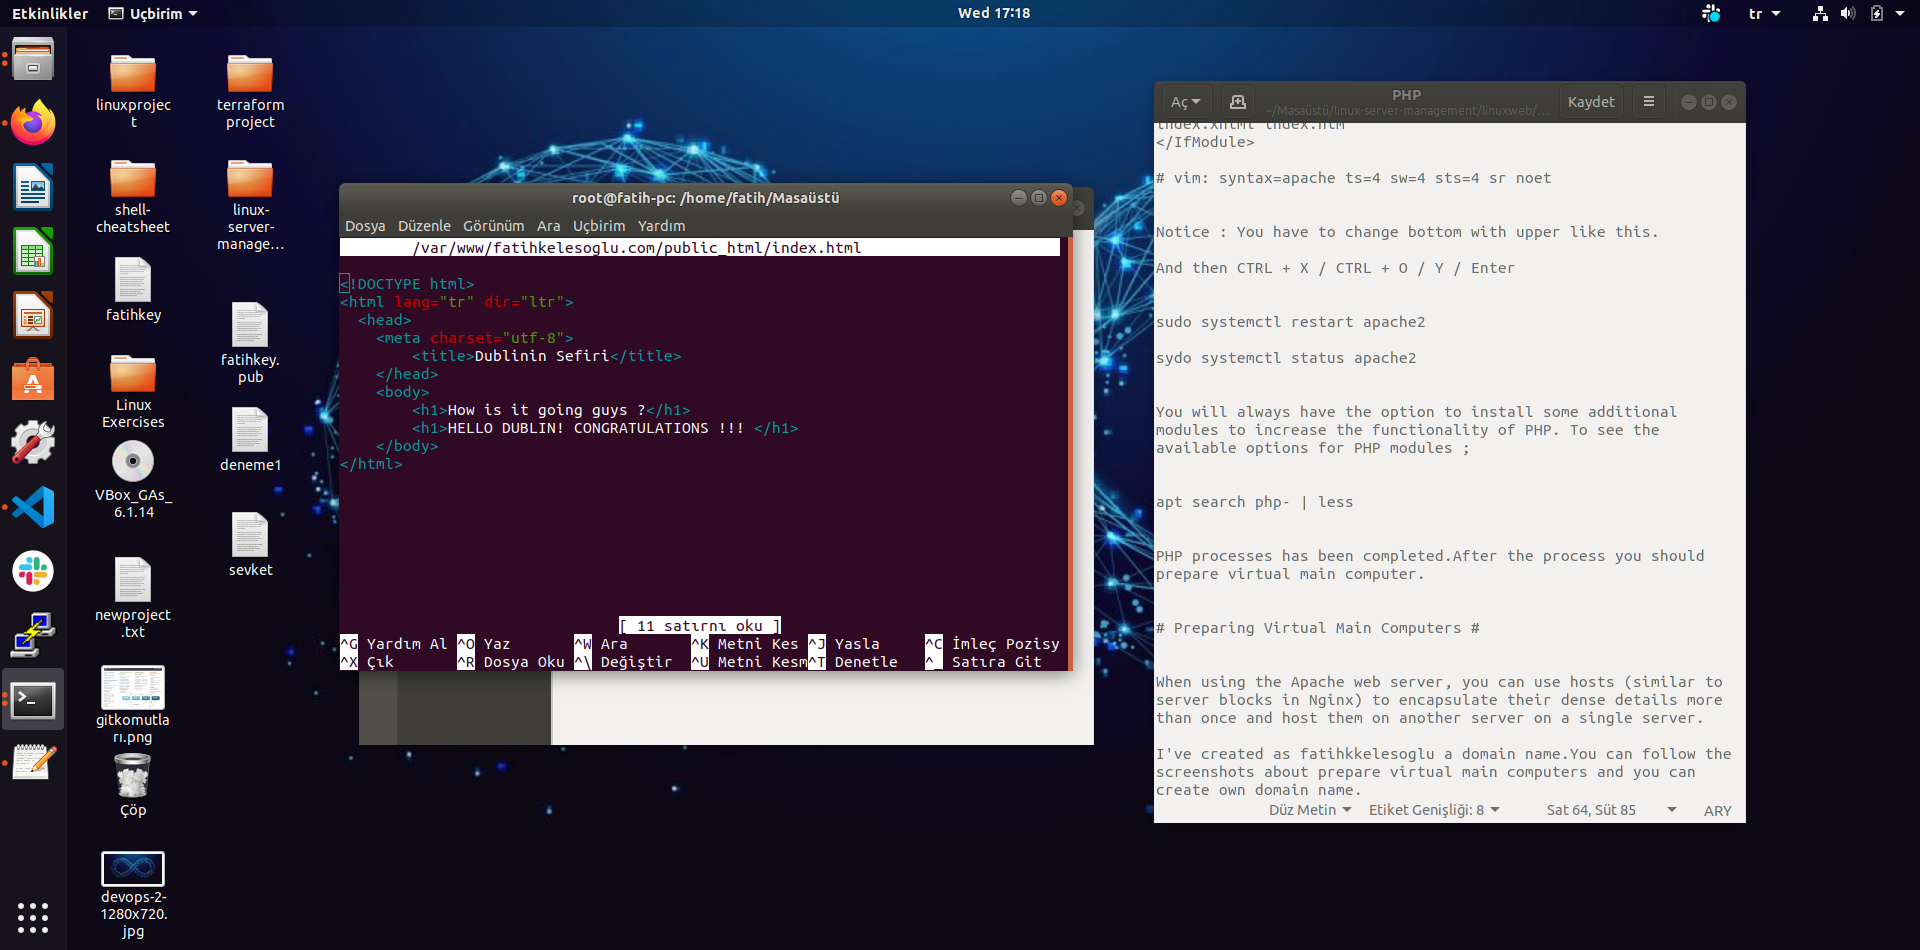 Etkinlikler
Uçbirim
Wed 17:18
tr
linuxprojec
t
terraform
project
shell-
cheatsheet
linux-
server-
manage...
fatihkey
fatihkey.
pub
Linux
Exercises
deneme1
VBox_GAs_
6.1.14
sevket
newproject
.txt
gitkomutla
rı.png
Çöp
devops-2-
1280x720.
jpg
root@fatih-pc: /home/fatih/Masaüstü
Dosya Düzenle Görünüm Ara Uçbirim Yardım
/var/www/fatihkelesoglu.com/public_html/index.html
<!DOCTYPE html>
<html lang="tr" dir="ltr">
<head>
<meta charset="utf-8">
<title>Dublinin Sefiri</title>
</head>
<body>
<h1>How is it going guys ?</h1>
<h1>HELLO DUBLIN! CONGRATULATIONS !!! </h1>
</body>
</html>
[ 11 satırnı oku ]
^G Yardım Al ^O Yaz ^W Ara ^K Metni Kes ^J Yasla ^C İmleç Pozisy
^X Çık ^R Dosya Oku ^\ Değiştir ^U Metni Kesm ^T Denetle ^_ Satıra Git
Aç
PHP
~/Masaüstü/linux-server-management/linuxweb/...
Kaydet
index.xhtml index.htm
</IfModule>
# vim: syntax=apache ts=4 sw=4 sts=4 sr noet
Notice : You have to change bottom with upper like this.
And then CTRL + X / CTRL + O / Y / Enter
sudo systemctl restart apache2
sydo systemctl status apache2
You will always have the option to install some additional
modules to increase the functionality of PHP. To see the
available options for PHP modules ;
apt search php- | less
PHP processes has been completed.After the process you should
prepare virtual main computer.
# Preparing Virtual Main Computers #
When using the Apache web server, you can use hosts (similar to
server blocks in Nginx) to encapsulate their dense details more
than once and host them on another server on a single server.
I've created as fatihkkelesoglu a domain name.You can follow the
screenshots about prepare virtual main computers and you can
create own domain name.
Düz Metin Etiket Genişliği: 8 Sat 64, Süt 85 ARY